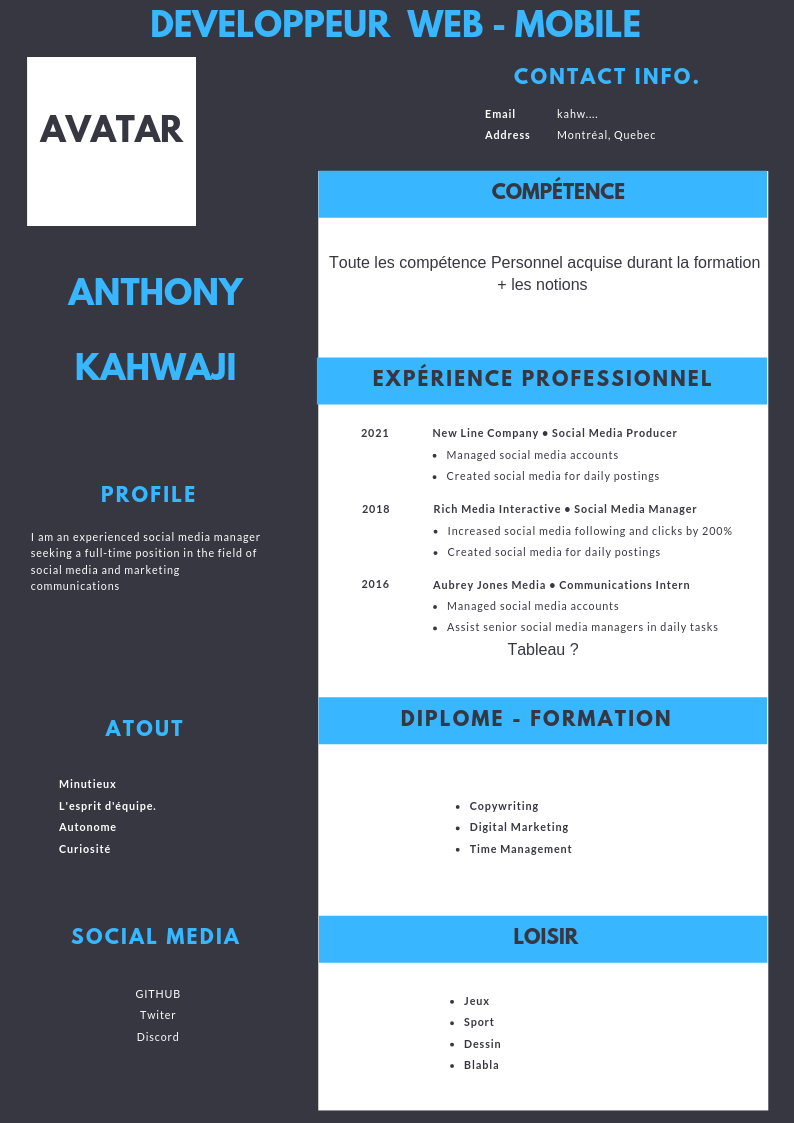 DEVELOPPEUR WEB - MOBILE
AVATAR
CONTACT INFO.
Email kahw....
Address Montréal, Quebec
ANTHONY
KAHWAJI
PROFILE
I am an experienced social media manager
seeking a full-time position in the field of
social media and marketing
communications
ATOUT
Minutieux
L'esprit d'équipe.
Autonome
Curiosité
SOCIAL MEDIA
GITHUB
Twiter
Discord
COMPÉTENCE
Toute les compétence Personnel acquise durant la formation
+ les notions
EXPÉRIENCE PROFESSIONNEL
2021 New Line Company • Social Media Producer
• Managed social media accounts
• Created social media for daily postings
2018 Rich Media Interactive • Social Media Manager
• Increased social media following and clicks by 200%
• Created social media for daily postings
2016 Aubrey Jones Media • Communications Intern
• Managed social media accounts
• Assist senior social media managers in daily tasks
Tableau ?
DIPLOME - FORMATION
• Copywriting
• Digital Marketing
• Time Management
LOISIR
• Jeux
• Sport
• Dessin
• Blabla